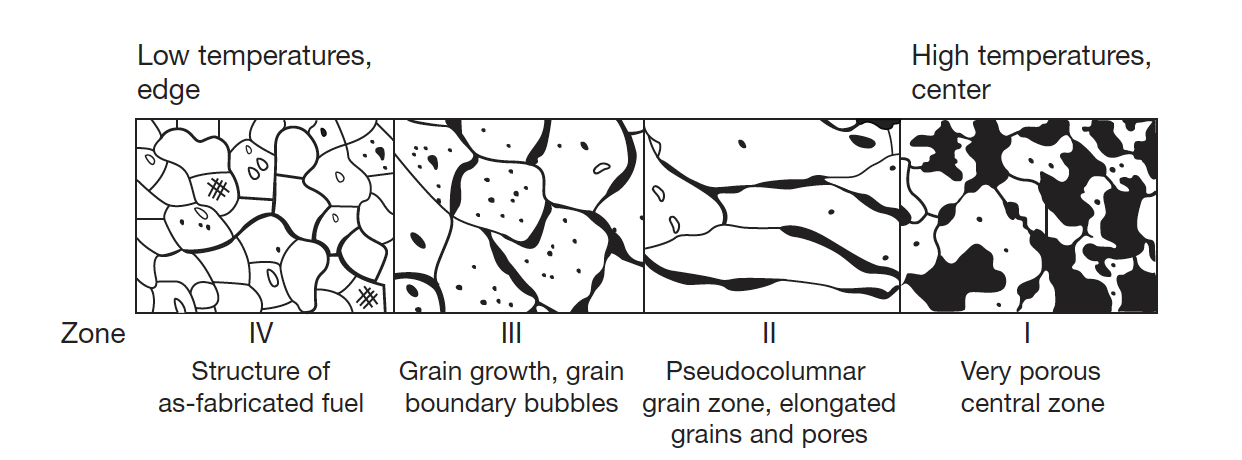 Low temperatures,
edge
High temperatures,
center
Zone
IV
III
II
I
Structure of
as-fabricated fuel
Grain growth, grain
boundary bubbles
Pseudocolumnar
grain zone, elongated
grains and pores
Very porous
central zone